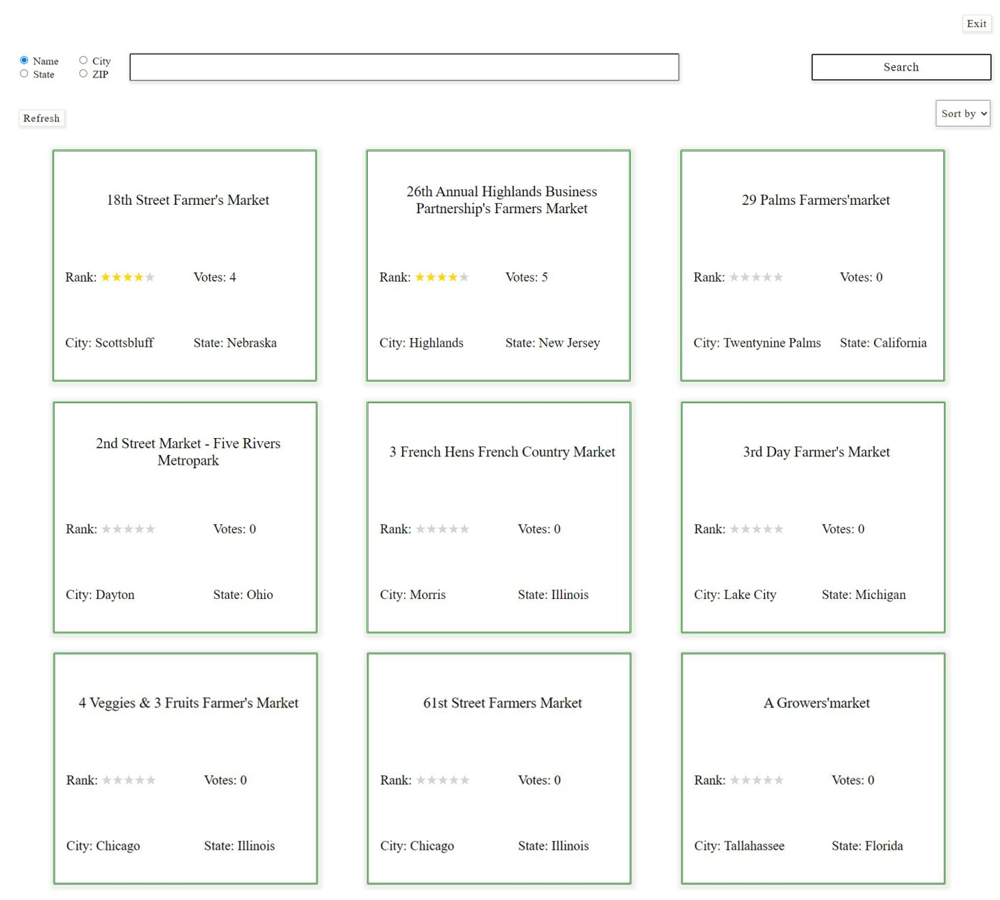 Exit
Name
City
State
ZIP
Search
Refresh
Sort by
18th Street Farmer's Market
Rank: ★★★★★
Votes: 4
City: Scottsbluff
State: Nebraska
26th Annual Highlands Business
Partnership's Farmers Market
Rank: ★★★★★
Votes: 5
City: Highlands
State: New Jersey
29 Palms Farmers'market
Rank: ★★★★★
Votes: 0
City: Twentynine Palms
State: California
2nd Street Market - Five Rivers
Metropark
Rank: ★★★★★
Votes: 0
City: Dayton
State: Ohio
3 French Hens French Country Market
Rank: ★★★★★
Votes: 0
City: Morris
State: Illinois
3rd Day Farmer's Market
Rank: ★★★★★
Votes: 0
City: Lake City
State: Michigan
4 Veggies & 3 Fruits Farmer's Market
Rank: ★★★★★
Votes: 0
City: Chicago
State: Illinois
61st Street Farmers Market
Rank: ★★★★★
Votes: 0
City: Chicago
State: Illinois
A Growers'market
Rank: ★★★★★
Votes: 0
City: Tallahassee
State: Florida